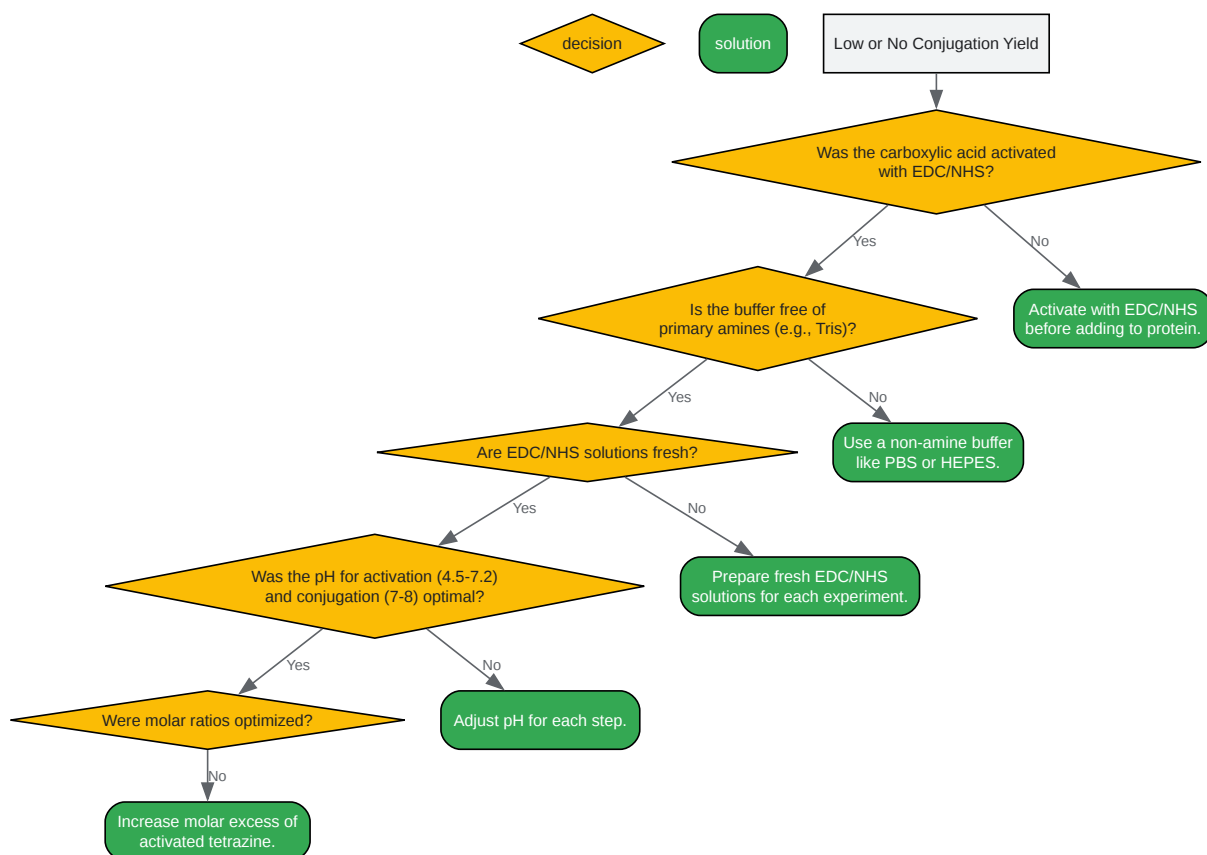 decision
solution
Low or No Conjugation Yield
Was the carboxylic acid activated
with EDC/NHS?
Yes
No
Is the buffer free of
primary amines (e.g., Tris)?
Activate with EDC/NHS
before adding to protein.
Yes
No
Are EDC/NHS solutions fresh?
Use a non-amine buffer
like PBS or HEPES.
Yes
No
Was the pH for activation (4.5-7.2)
and conjugation (7-8) optimal?
Prepare fresh EDC/NHS
solutions for each experiment.
Yes
No
Were molar ratios optimized?
Adjust pH for each step.
No
Increase molar excess of
activated tetrazine.